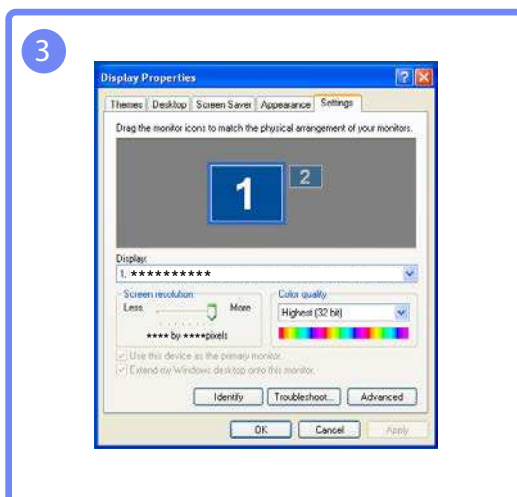 3
Display Properties
Themes Desktop Screen Saver Appearance Settings
Drag the monitor icons to match the physical arrangement of your monitors.
1 2
Display:
1. **********
Screen resolution Color quality
Less More Highest (32 bit)
**** by ****pixels
Use this device as the primary monitor.
Extend my Windows desktop onto this monitor.
Identify Troubleshoot... Advanced
OK Cancel Apply